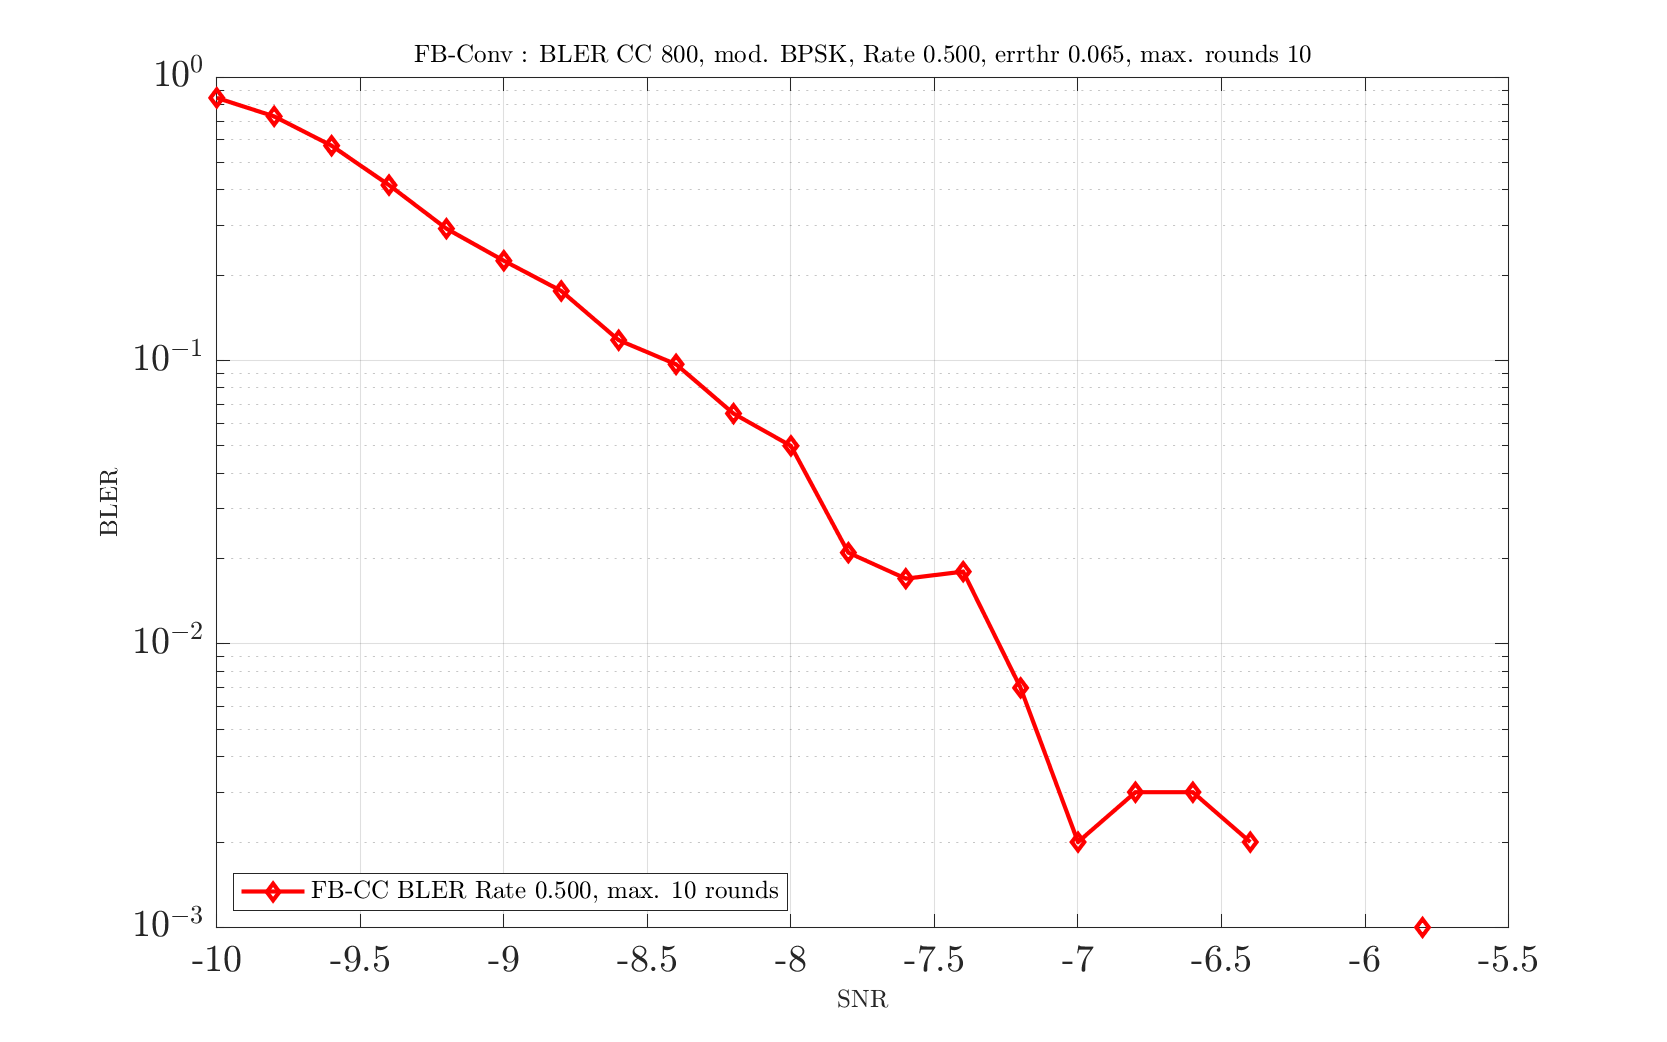 FB-Conv : BLER CC 800, mod. BPSK, Rate 0.500, errthr 0.065, max. rounds 10
10^0
10^{-1}
10^{-2}
10^{-3}
BLER
FB-CC BLER Rate 0.500, max. 10 rounds
-10 -9.5 -9 -8.5 -8 -7.5 -7 -6.5 -6 -5.5
SNR